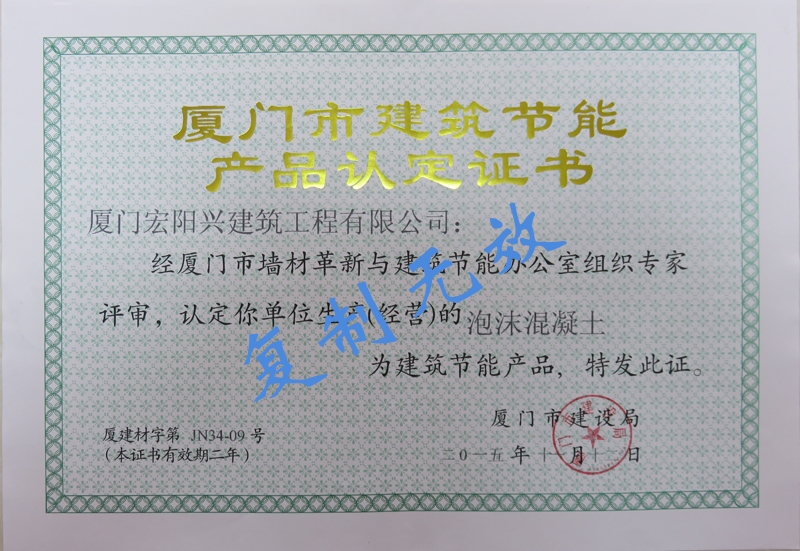 厦门市建筑节能
产品认定证书
厦门宏阳兴建筑工程有限公司：
经厦门市墙材革新与建筑节能办公室组织专家
评审，认定你单位生产(经营)的 泡沫混凝土
为建筑节能产品，特发此证。
复制无效
厦门市建设局
厦建材字第 JN34-09 号
(本证书有效期二年)
二〇一五 年 十一 月 十二 日